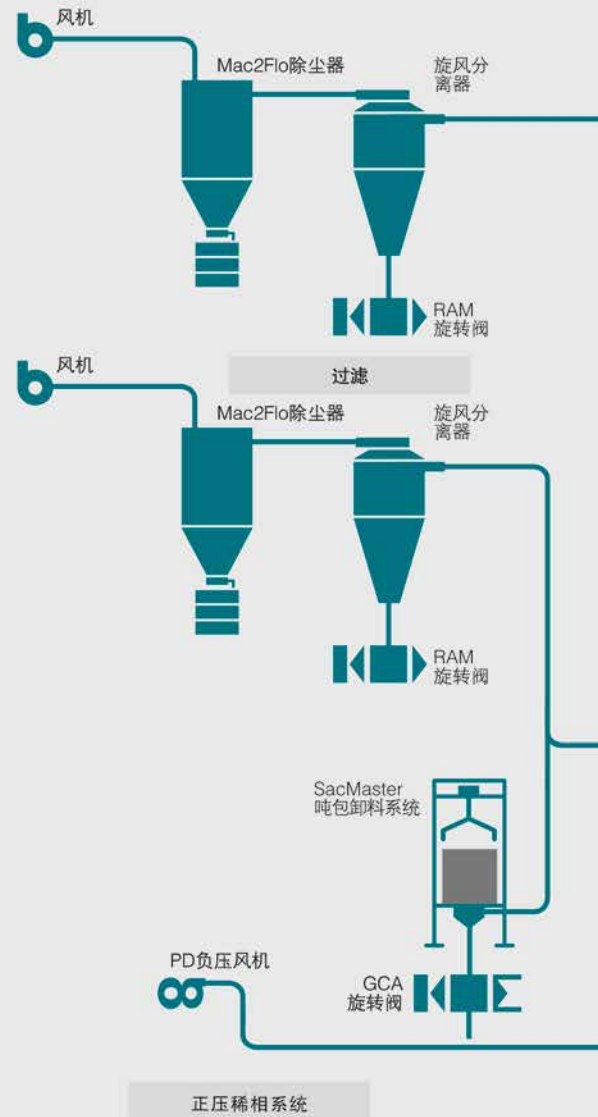 风机
Mac2Flo除尘器
旋风分
离器
RAM
旋转阀
过滤
风机
Mac2Flo除尘器
旋风分
离器
RAM
旋转阀
SacMaster
吨包卸料系统
PD负压风机
GCA
旋转阀
正压稀相系统